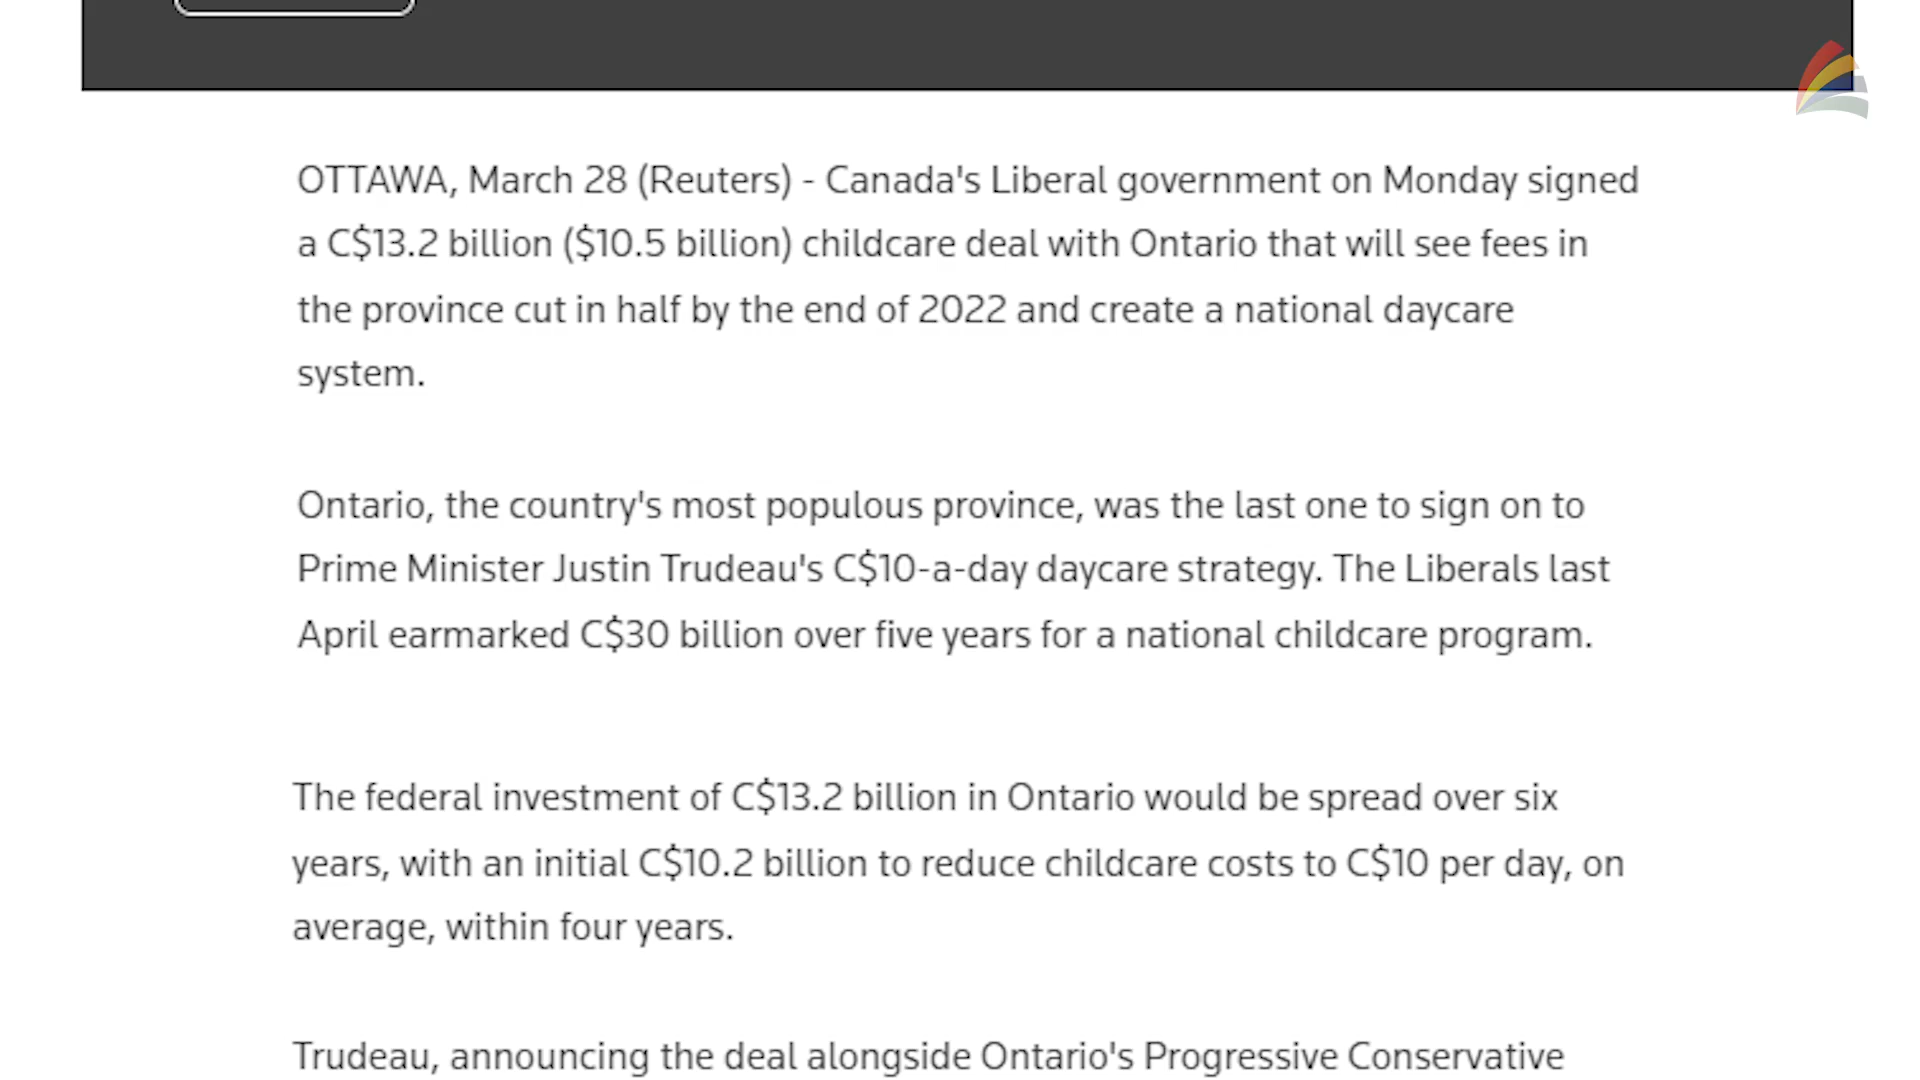 OTTAWA, March 28 (Reuters) - Canada's Liberal government on Monday signed
a C$13.2 billion ($10.5 billion) childcare deal with Ontario that will see fees in
the province cut in half by the end of 2022 and create a national daycare
system.
Ontario, the country's most populous province, was the last one to sign on to
Prime Minister Justin Trudeau's C$10-a-day daycare strategy. The Liberals last
April earmarked C$30 billion over five years for a national childcare program.
The federal investment of C$13.2 billion in Ontario would be spread over six
years, with an initial C$10.2 billion to reduce childcare costs to C$10 per day, on
average, within four years.
Trudeau, announcing the deal alongside Ontario's Progressive Conservative